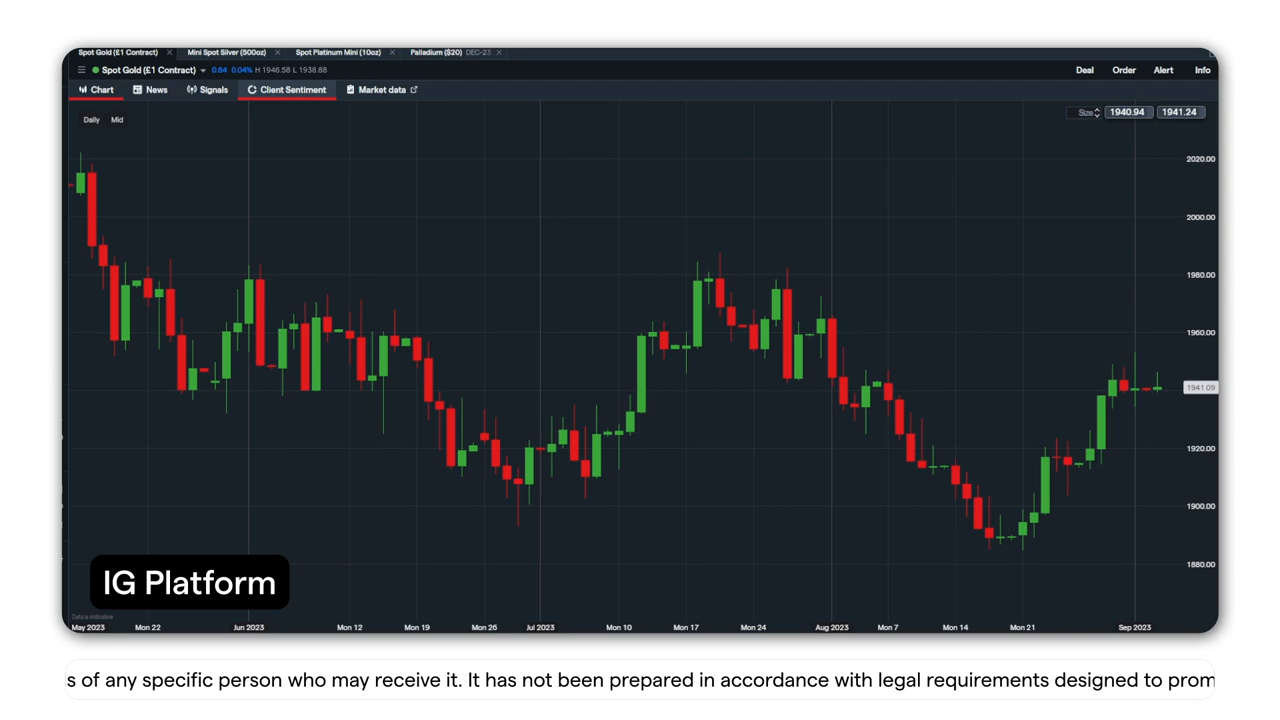 Spot Gold (£1 Contract) × Mini Spot Silver (500oz) × Spot Platinum Mini (10oz) × Palladium ($20) DEC-23 ×
Spot Gold (£1 Contract) 0.84 0.04% H 1946.58 L 1938.88 Deal Order Alert Info
Chart News Signals Client Sentiment Market data
Daily Mid Size 1940.94 1941.24
2020.00
2000.00
1980.00
1960.00
1941.09
1920.00
1900.00
1880.00
IG Platform
Data is indicative
May 2023 Mon 22 Jun 2023 Mon 12 Mon 19 Mon 26 Jul 2023 Mon 10 Mon 17 Mon 24 Aug 2023 Mon 7 Mon 14 Mon 21 Sep 2023
s of any specific person who may receive it. It has not been prepared in accordance with legal requirements designed to prom